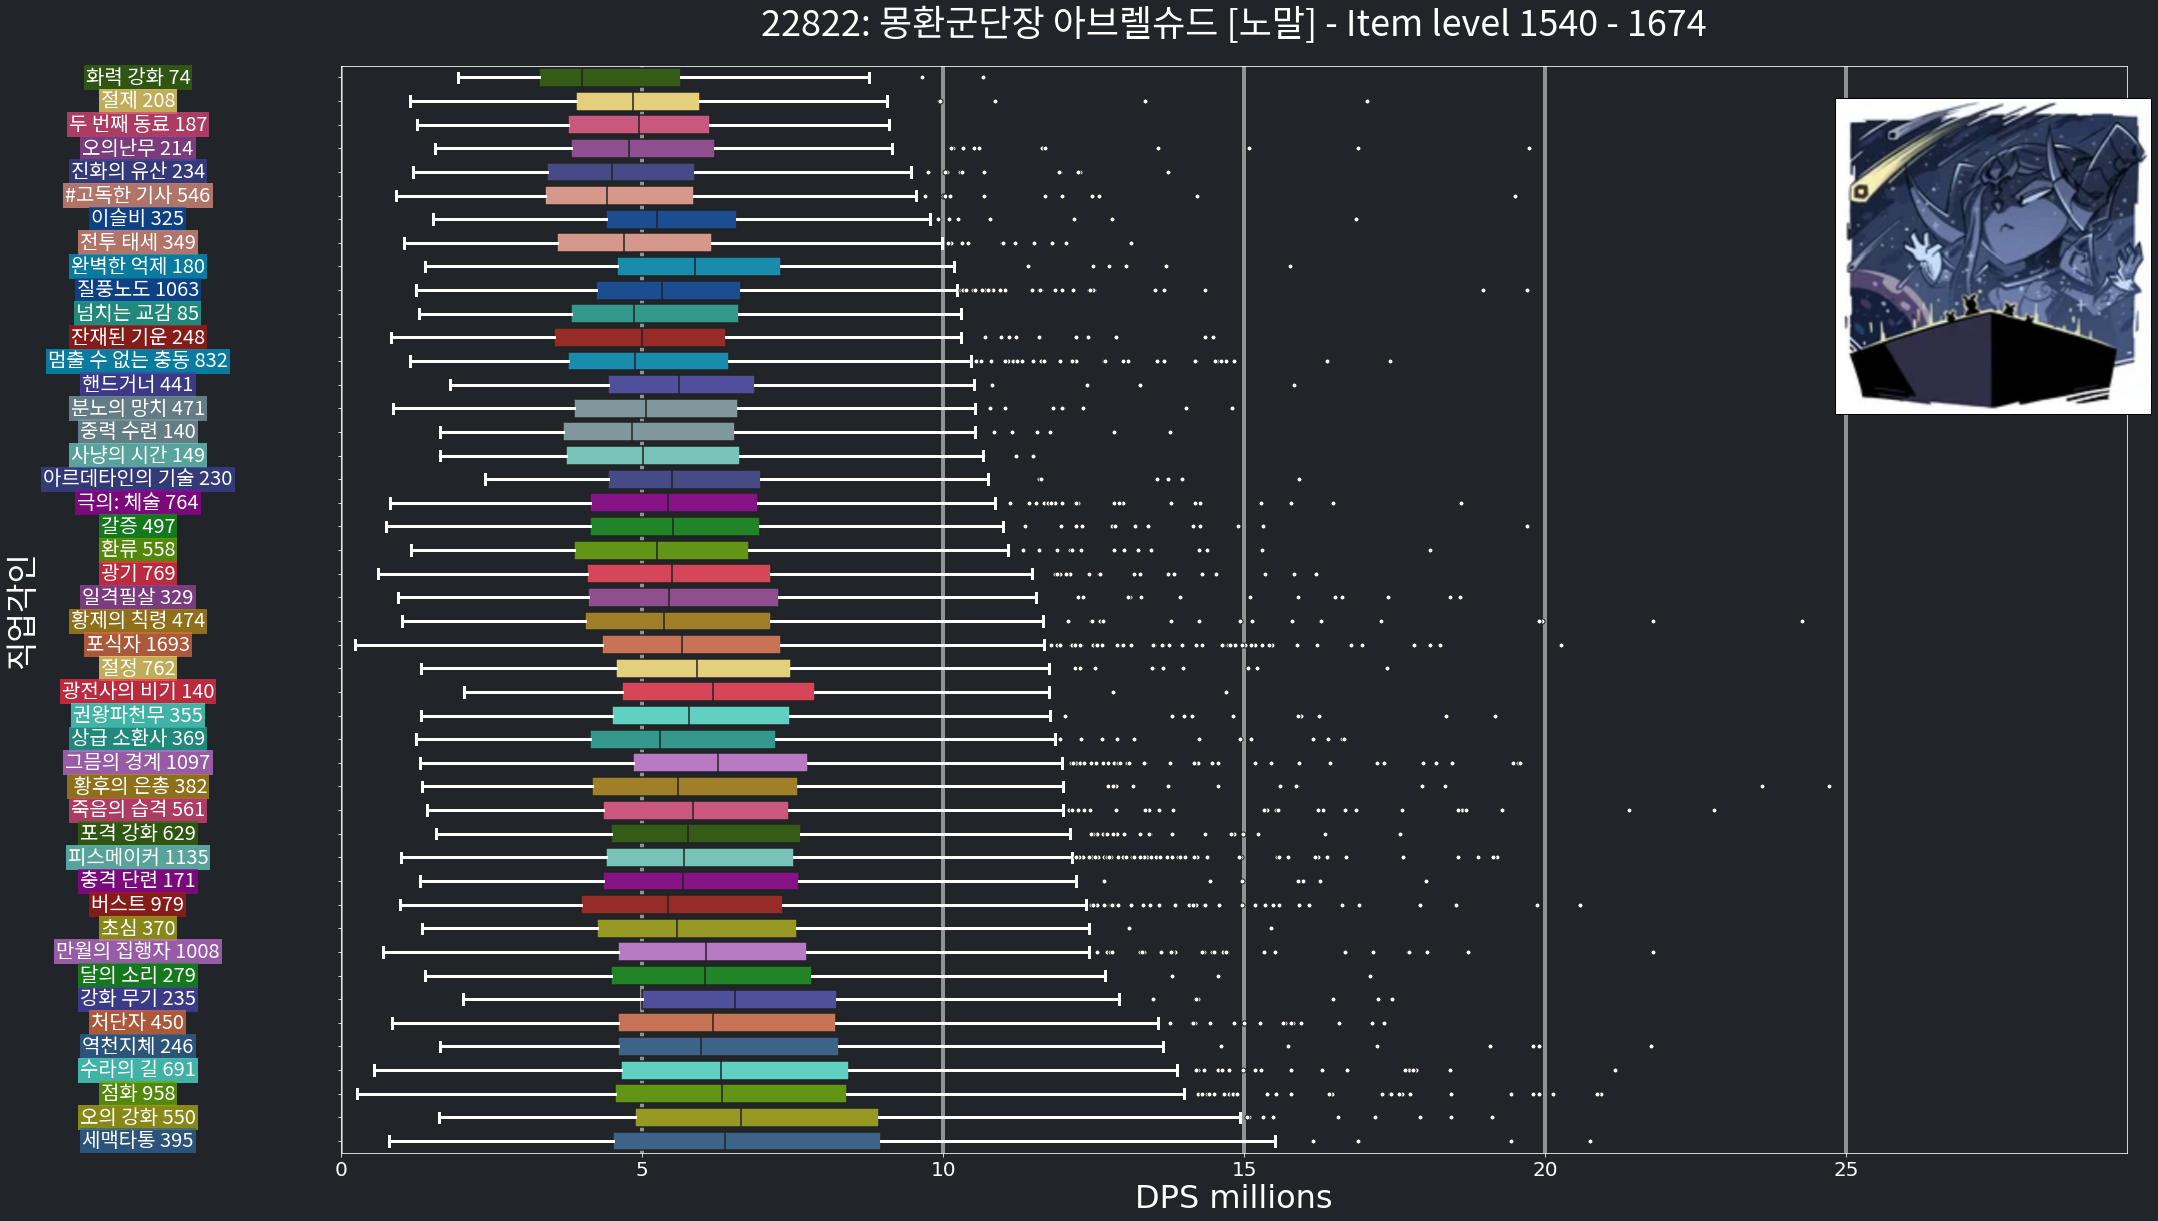 22822: 몽환군단장 아브렐슈드 [노말] - Item level 1540 - 1674
직업각인
화력 강화 74
절제 208
두 번째 동료 187
오의난무 214
진화의 유산 234
#고독한 기사 546
이슬비 325
전투 태세 349
완벽한 억제 180
질풍노도 1063
넘치는 교감 85
잔재된 기운 248
멈출 수 없는 충동 832
핸드거너 441
분노의 망치 471
중력 수련 140
사냥의 시간 149
아르데타인의 기술 230
극의: 체술 764
갈증 497
환류 558
광기 769
일격필살 329
황제의 칙령 474
포식자 1693
절정 762
광전사의 비기 140
권왕파천무 355
상급 소환사 369
그믐의 경계 1097
황후의 은총 382
죽음의 습격 561
포격 강화 629
피스메이커 1135
충격 단련 171
버스트 979
초심 370
만월의 집행자 1008
달의 소리 279
강화 무기 235
처단자 450
역천지체 246
수라의 길 691
점화 958
오의 강화 550
세맥타통 395
0 5 10 15 20 25
DPS millions